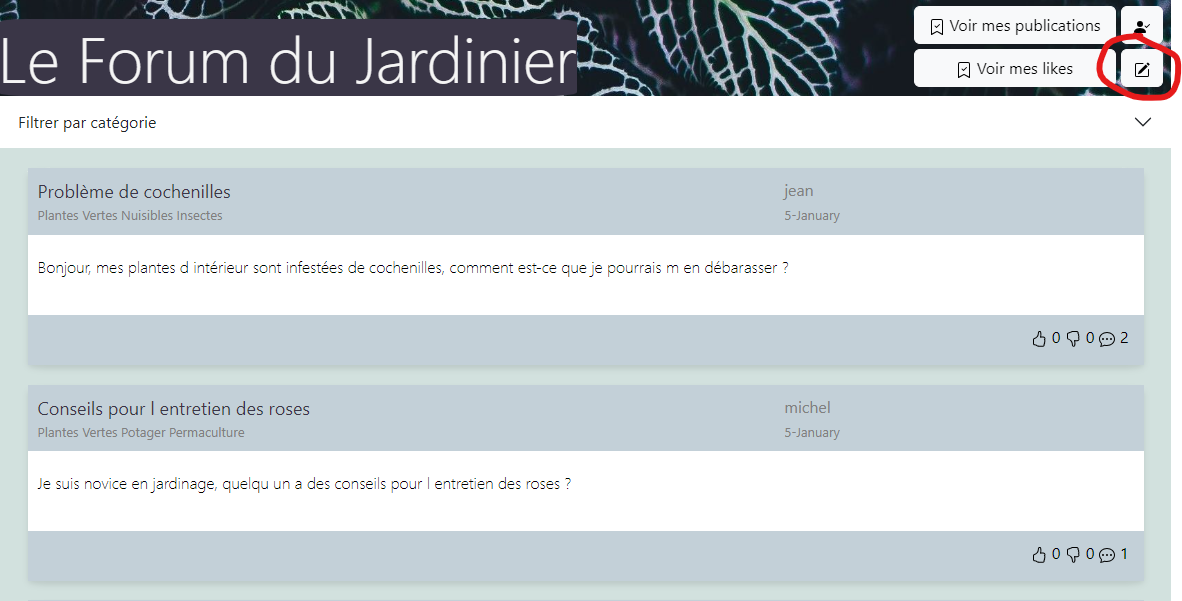 Le Forum du Jardinier
Voir mes publications
Voir mes likes
Filtrer par catégorie
Problème de cochenilles
jean
Plantes Vertes Nuisibles Insectes
5-January
Bonjour, mes plantes d intérieur sont infestées de cochenilles, comment est-ce que je pourrais m en débarasser ?
0 0 2
Conseils pour l entretien des roses
michel
Plantes Vertes Potager Permaculture
5-January
Je suis novice en jardinage, quelqu un a des conseils pour l entretien des roses ?
0 0 1